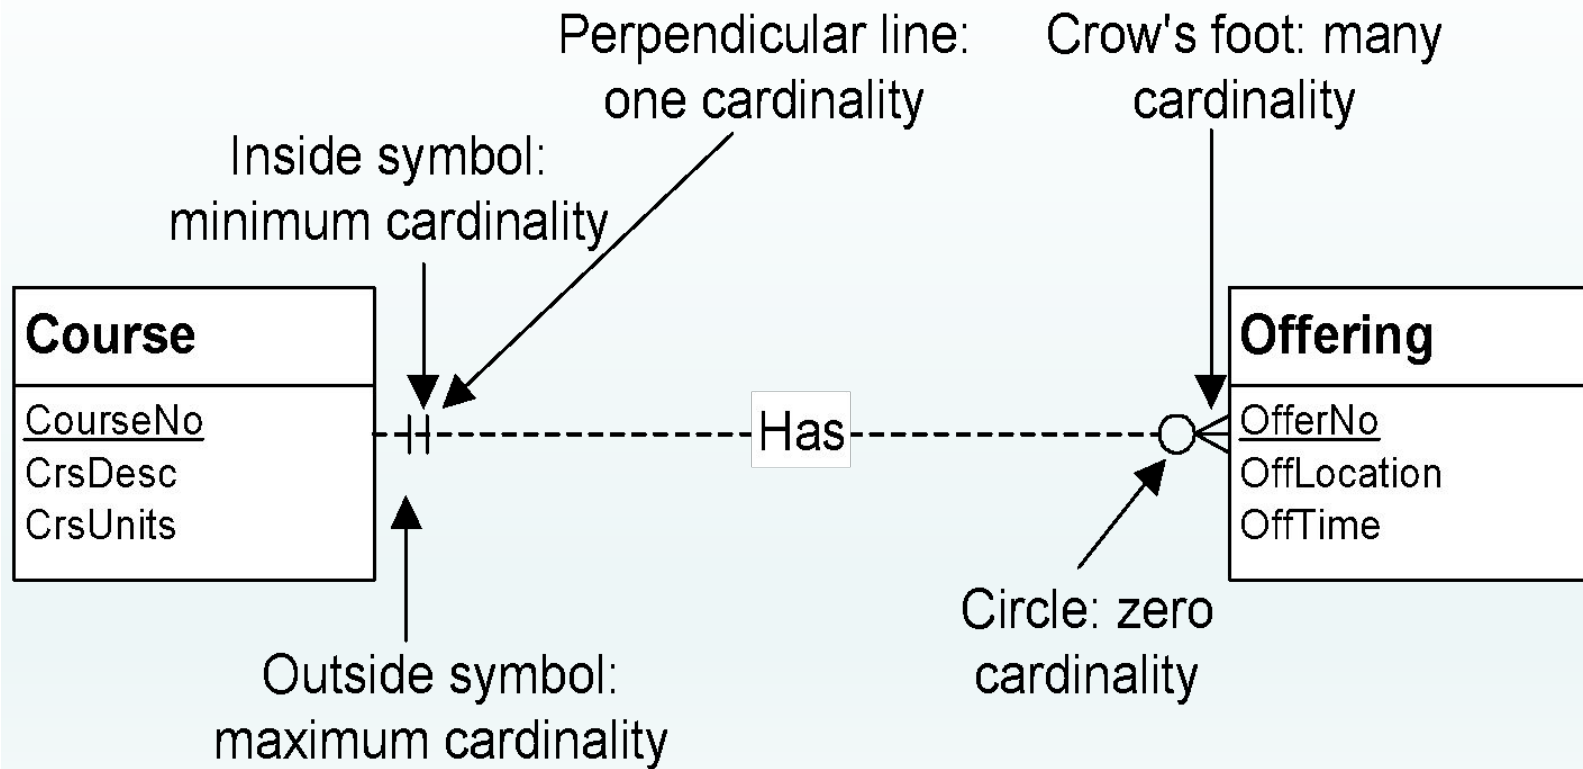 Perpendicular line:
one cardinality
Crow's foot: many
cardinality
Inside symbol:
minimum cardinality
Course
CourseNo
CrsDesc
CrsUnits
Has
Offering
OfferNo
OffLocation
OffTime
Outside symbol:
maximum cardinality
Circle: zero
cardinality